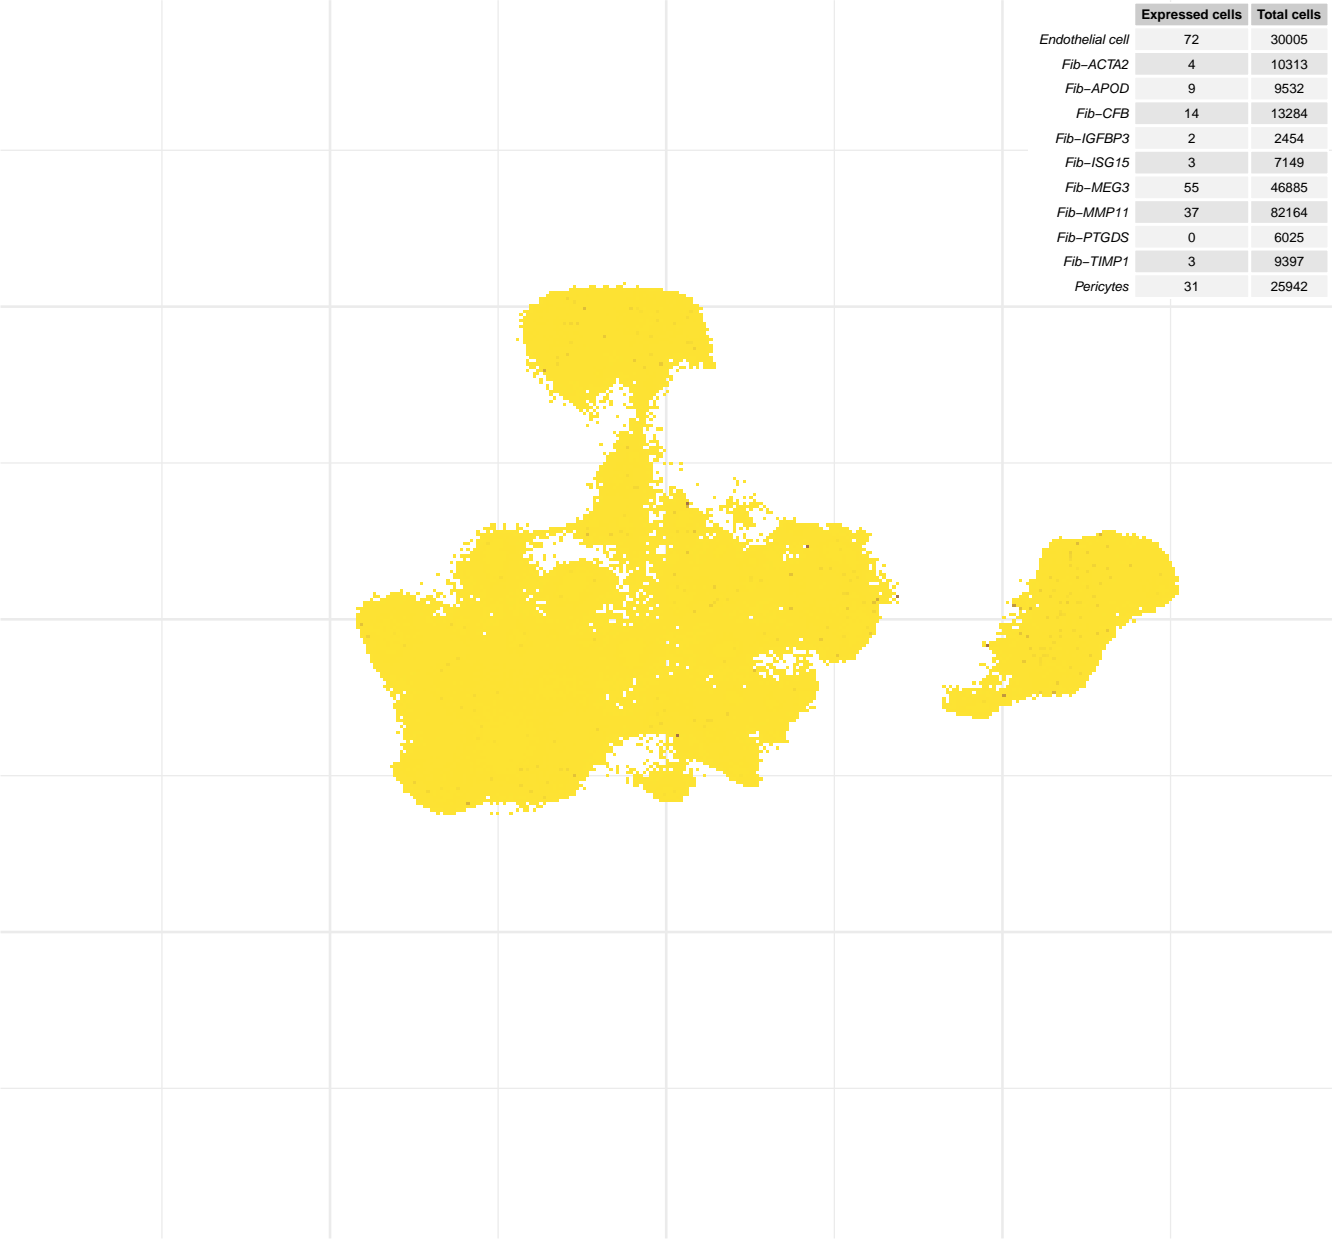 Expressed cells Total cells
Endothelial cell 72 30005
Fib−ACTA2 4 10313
Fib−APOD 9 9532
Fib−CFB 14 13284
Fib−IGFBP3 2 2454
Fib−ISG15 3 7149
Fib−MEG3 55 46885
Fib−MMP11 37 82164
Fib−PTGDS 0 6025
Fib−TIMP1 3 9397
Pericytes 31 25942